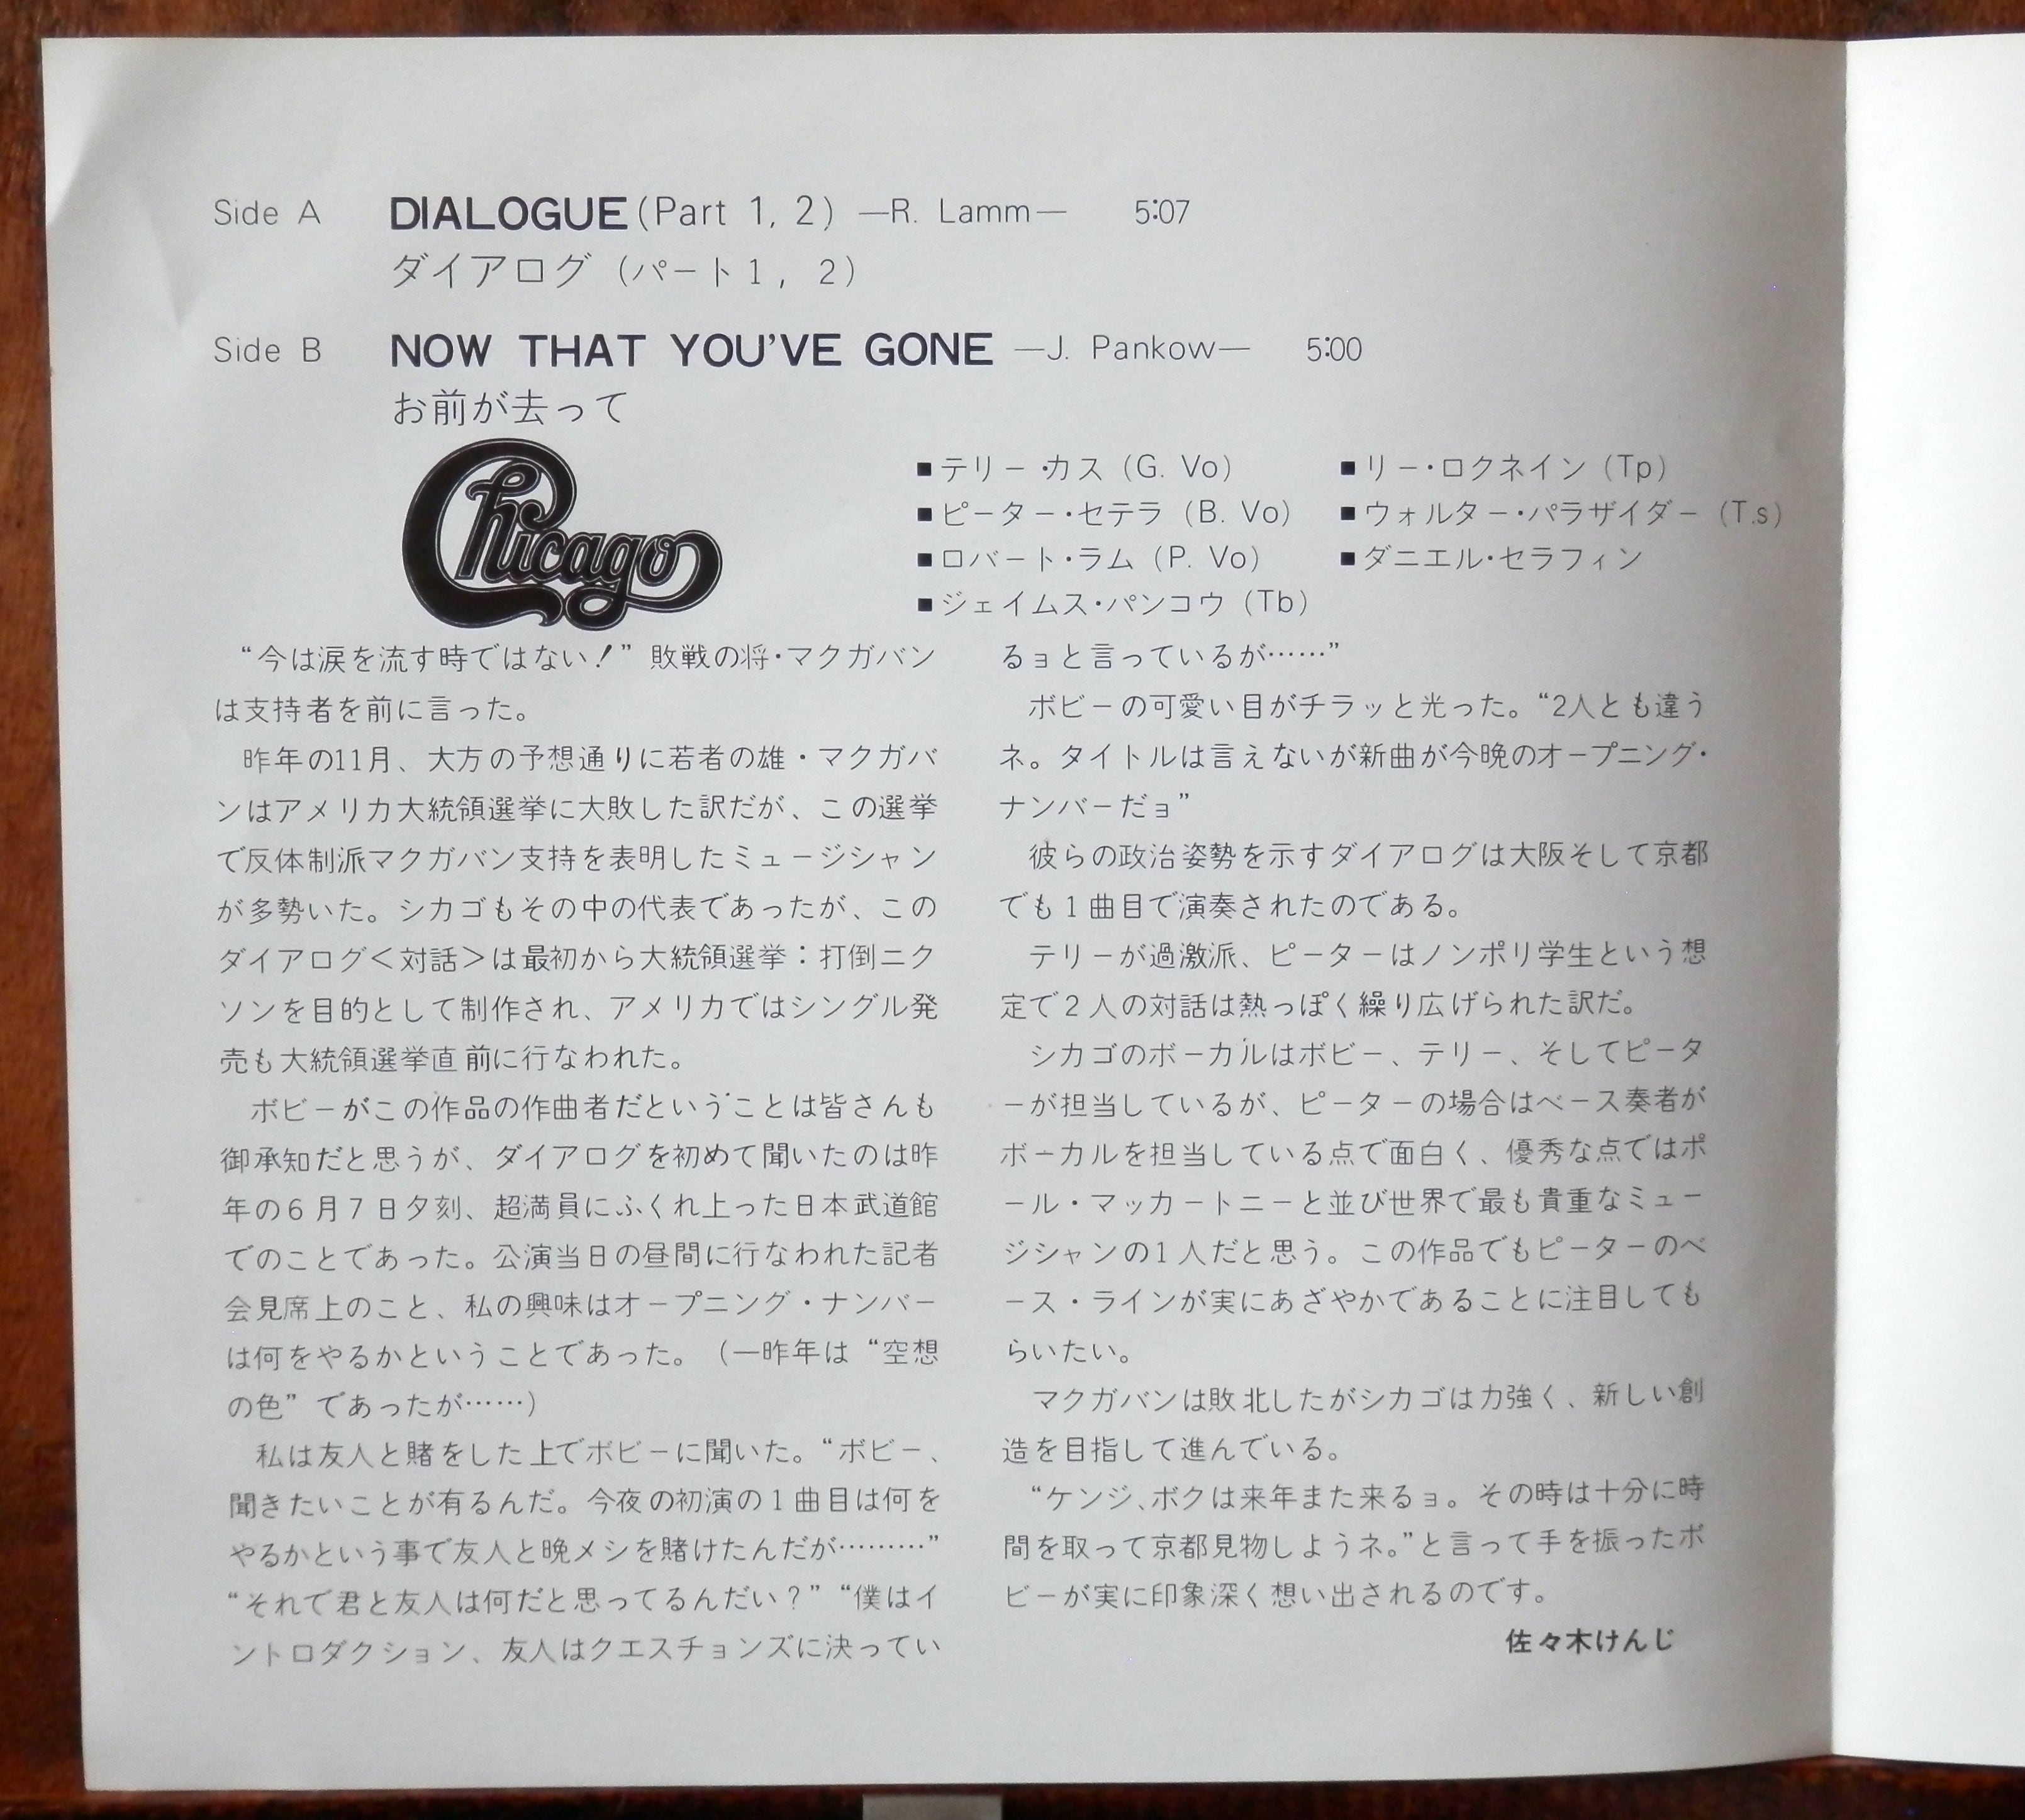 Side A DIALOGUE (Part 1, 2) —R. Lamm— 5:07
ダイアログ（パート1, 2）
Side B NOW THAT YOU'VE GONE —J. Pankow— 5:00
お前が去って
Chicago
■テリー・カス（G. Vo）
■ピーター・セテラ（B. Vo）
■ロバート・ラム（P. Vo）
■ジェイムス・パンコウ（Tb）
■リー・ロクネイン（Tp）
■ウォルター・パラザイダー（T.s）
■ダニエル・セラフィン
“今は涙を流す時ではない！”敗戦の将・マクガバン
は支持者を前に言った。
昨年の11月、大方の予想通りに若者の雄・マクガバ
ンはアメリカ大統領選挙に大敗した訳だが、この選挙
で反体制派マクガバン支持を表明したミュージシャン
が多勢いた。シカゴもその中の代表であったが、この
ダイアログ＜対話＞は最初から大統領選挙：打倒ニク
ソンを目的として制作され、アメリカではシングル発
売も大統領選挙直前に行なわれた。
ボビーがこの作品の作曲者だということは皆さんも
御承知だと思うが、ダイアログを初めて聞いたのは昨
年の6月7日夕刻、超満員にふくれ上った日本武道館
でのことであった。公演当日の昼間に行なわれた記者
会見席上のこと、私の興味はオープニング・ナンバー
は何をやるかということであった。（一昨年は“空想
の色”であったが……）
私は友人と賭をした上でボビーに聞いた。“ボビー、
聞きたいことが有るんだ。今夜の初演の1曲目は何を
やるかという事で友人と晩メシを賭けたんだが………”
“それで君と友人は何だと思ってるんだい？”“僕はイ
ントロダクション、友人はクエスチョンズに決ってい
るョと言っているが……”
ボビーの可愛い目がチラッと光った。“2人とも違う
ネ。タイトルは言えないが新曲が今晩のオープニング・
ナンバーだョ”
彼らの政治姿勢を示すダイアログは大阪そして京都
でも1曲目で演奏されたのである。
テリーが過激派、ピーターはノンポリ学生という想
定で2人の対話は熱っぽく繰り広げられた訳だ。
シカゴのボーカルはボビー、テリー、そしてピータ
ーが担当しているが、ピーターの場合はベース奏者が
ボーカルを担当している点で面白く、優秀な点ではポ
ール・マッカートニーと並び世界で最も貴重なミュー
ジシャンの1人だと思う。この作品でもピーターのベ
ース・ラインが実にあざやかであることに注目しても
らいたい。
マクガバンは敗北したがシカゴは力強く、新しい創
造を目指して進んでいる。
“ケンジ、ボクは来年また来るョ。その時は十分に時
間を取って京都見物しようネ。”と言って手を振ったボ
ビーが実に印象深く想い出されるのです。
佐々木けんじ